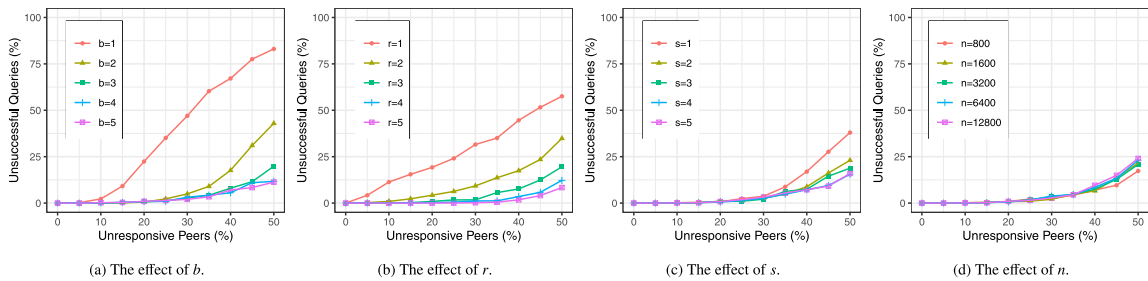 Unsuccessful Queries (%)
100
75
50
25
0
b=1
b=2
b=3
b=4
b=5
0 10 20 30 40 50
Unresponsive Peers (%)
(a) The effect of b.
Unsuccessful Queries (%)
100
75
50
25
0
r=1
r=2
r=3
r=4
r=5
0 10 20 30 40 50
Unresponsive Peers (%)
(b) The effect of r.
Unsuccessful Queries (%)
100
75
50
25
0
s=1
s=2
s=3
s=4
s=5
0 10 20 30 40 50
Unresponsive Peers (%)
(c) The effect of s.
Unsuccessful Queries (%)
100
75
50
25
0
n=800
n=1600
n=3200
n=6400
n=12800
0 10 20 30 40 50
Unresponsive Peers (%)
(d) The effect of n.